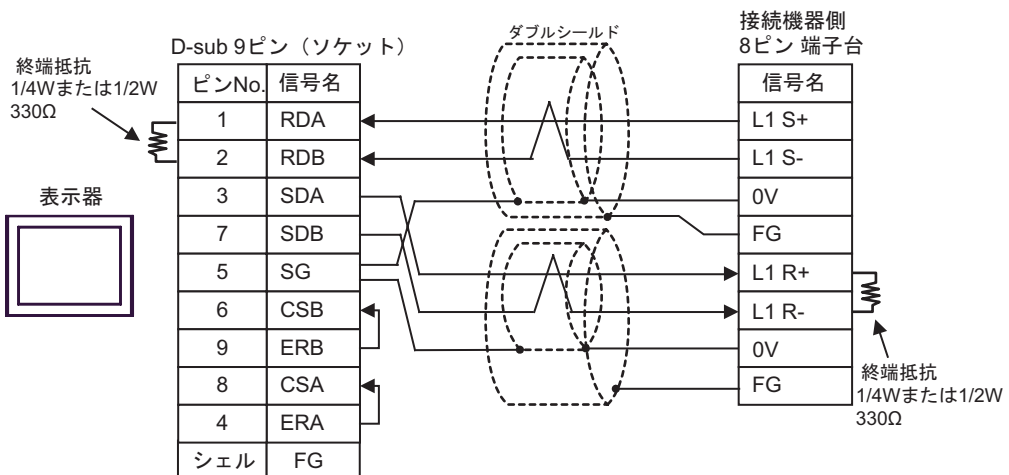 ダブルシールド
接続機器側
8ピン 端子台
D-sub 9ピン（ソケット）
終端抵抗
1/4Wまたは1/2W
330Ω
ピンNo. 信号名
1 RDA
2 RDB
3 SDA
7 SDB
5 SG
6 CSB
9 ERB
8 CSA
4 ERA
シェル FG
表示器
信号名
L1 S+
L1 S-
0V
FG
L1 R+
L1 R-
0V
FG
終端抵抗
1/4Wまたは1/2W
330Ω